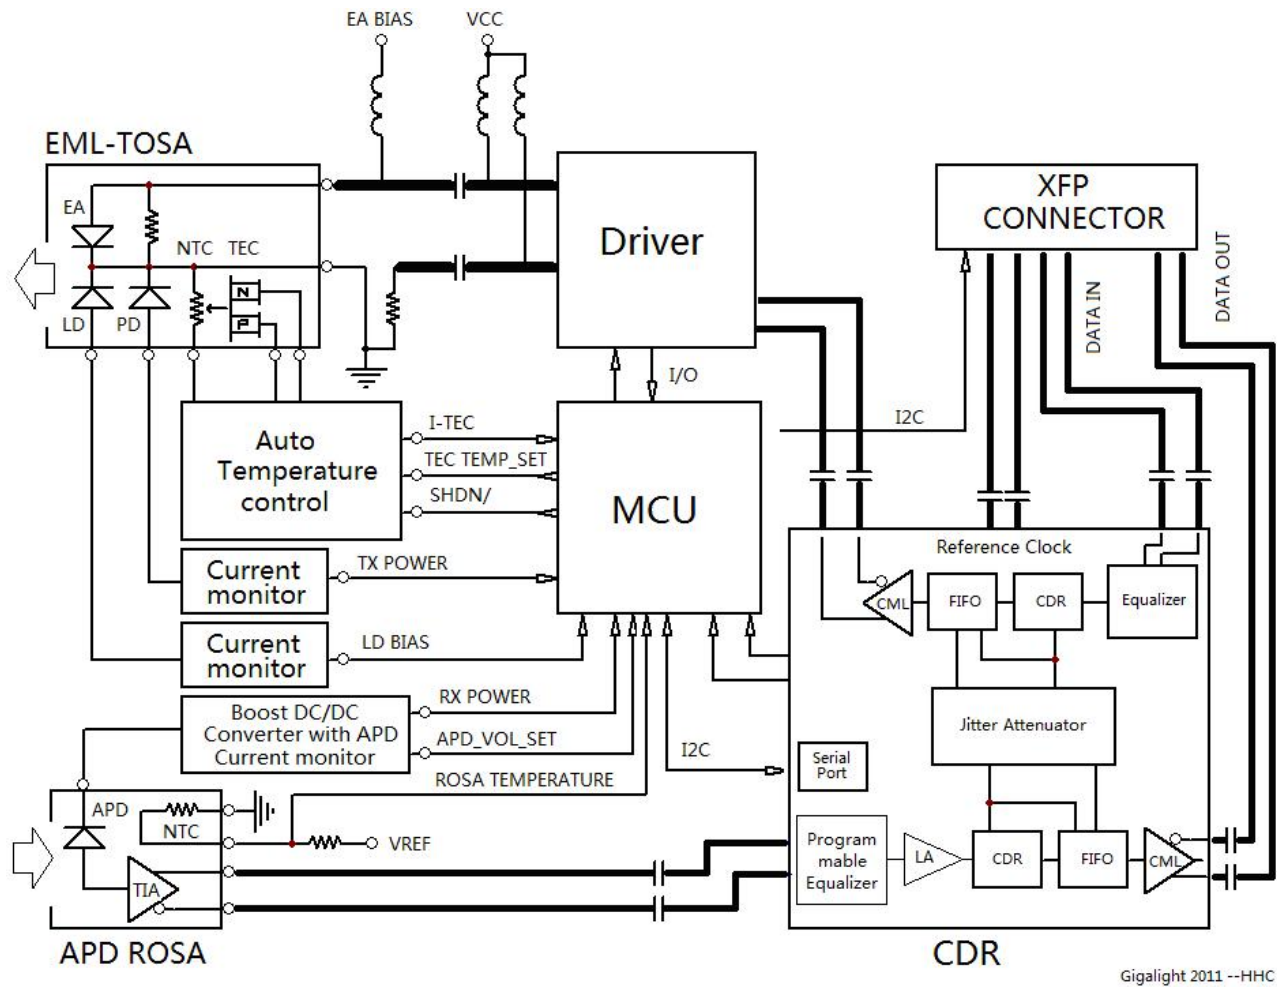 EA BIAS
VCC
EML-TOSA
EA
NTC
TEC
N
P
LD
PD
Driver
I/O
XFP
CONNECTOR
DATA IN
DATA OUT
I2C
Auto
Temperature
control
I-TEC
TEC TEMP_SET
SHDN/
MCU
Current
monitor
TX POWER
Current
monitor
LD BIAS
Boost DC/DC
Converter with APD
Current monitor
RX POWER
APD_VOL_SET
ROSA TEMPERATURE
I2C
Reference Clock
CML
FIFO
CDR
Equalizer
Jitter Attenuator
Serial
Port
Program
mable
Equalizer
LA
CDR
FIFO
CML
APD
NTC
VREF
TIA
APD ROSA
CDR
Gigalight 2011 --HHC